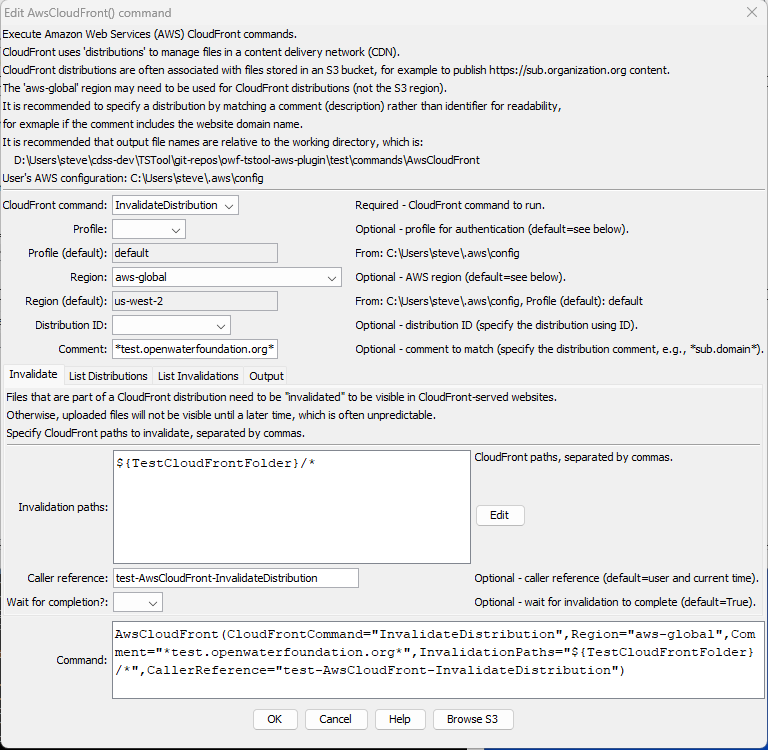 Edit AwsCloudFront() command
Execute Amazon Web Services (AWS) CloudFront commands.
CloudFront uses 'distributions' to manage files in a content delivery network (CDN).
CloudFront distributions are often associated with files stored in an S3 bucket, for example to publish https://sub.organization.org content.
The 'aws-global' region may need to be used for CloudFront distributions (not the S3 region).
It is recommended to specify a distribution by matching a comment (description) rather than identifier for readability,
for exmaple if the comment includes the website domain name.
It is recommended that output file names are relative to the working directory, which is:
D:\Users\steve\cdss-dev\TSTool\git-repos\owf-tstool-aws-plugin\test\commands\AwsCloudFront
User's AWS configuration: C:\Users\steve\.aws\config
CloudFront command: InvalidateDistribution Required - CloudFront command to run.
Profile: Optional - profile for authentication (default=see below).
Profile (default): default From: C:\Users\steve\.aws\config
Region: aws-global Optional - AWS region (default=see below).
Region (default): us-west-2 From: C:\Users\steve\.aws\config, Profile (default): default
Distribution ID: Optional - distribution ID (specify the distribution using ID).
Comment: *test.openwaterfoundation.org* Optional - comment to match (specify the distribution comment, e.g., *sub.domain*).
Invalidate List Distributions List Invalidations Output
Files that are part of a CloudFront distribution need to be "invalidated" to be visible in CloudFront-served websites.
Otherwise, uploaded files will not be visible until a later time, which is often unpredictable.
Specify CloudFront paths to invalidate, separated by commas.
Invalidation paths: ${TestCloudFrontFolder}/* CloudFront paths, separated by commas.
Edit
Caller reference: test-AwsCloudFront-InvalidateDistribution Optional - caller reference (default=user and current time).
Wait for completion?: Optional - wait for invalidation to complete (default=True).
Command: AwsCloudFront(CloudFrontCommand="InvalidateDistribution",Region="aws-global",Com
ment="*test.openwaterfoundation.org*",InvalidationPaths="${TestCloudFrontFolder}
/*",CallerReference="test-AwsCloudFront-InvalidateDistribution")
OK Cancel Help Browse S3